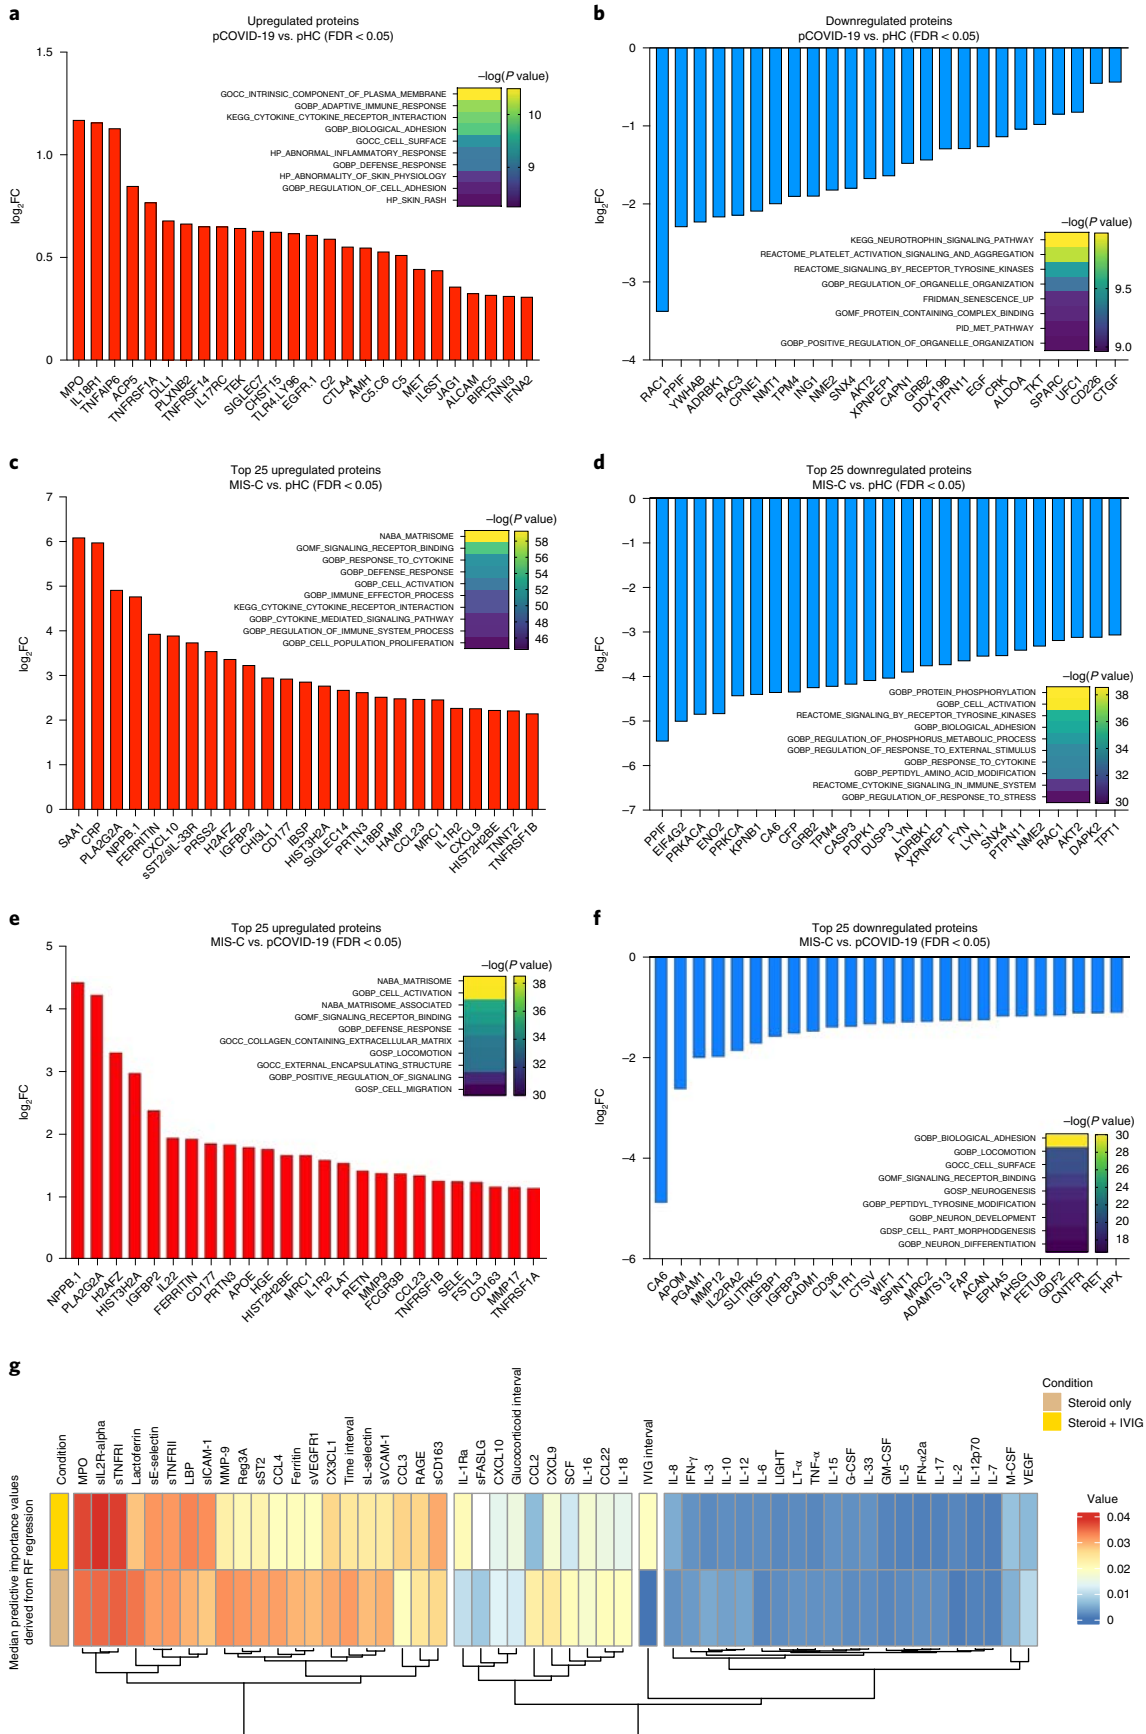 a
Upregulated proteins
pCOVID-19 vs. pHC (FDR < 0.05)
1.5
1.0
0.5
0
log2FC
–log(P value)
GOCC_INTRINSIC_COMPONENT_OF_PLASMA_MEMBRANE
GOBP_ADAPTIVE_IMMUNE_RESPONSE
KEGG_CYTOKINE_CYTOKINE_RECEPTOR_INTERACTION
GOBP_BIOLOGICAL_ADHESION
GOCC_CELL_SURFACE
HP_ABNORMAL_INFLAMMATORY_RESPONSE
GOBP_DEFENSE_RESPONSE
HP_ABNORMALITY_OF_SKIN_PHYSIOLOGY
GOBP_REGULATION_OF_CELL_ADHESION
HP_SKIN_RASH
10
9
MPO
IL18R1
TNFAIP6
ACP5
TNFRSF1A
DLL1
PLXNB2
TNFRSF14
IL17RC
TEK
SIGLEC7
CHST15
TLR4.LY96
EGFR.1
C2
CTLA4
AMH
C5.C6
C5
MET
IL6ST
JAG1
ALCAM
BIRC5
TNNI3
IFNA2
b
Downregulated proteins
pCOVID-19 vs. pHC (FDR < 0.05)
0
–1
–2
–3
–4
log2FC
–log(P value)
KEGG_NEUROTROPHIN_SIGNALING_PATHWAY
REACTOME_PLATELET_ACTIVATION_SIGNALING_AND_AGGREGATION
REACTOME_SIGNALING_BY_RECEPTOR_TYROSINE_KINASES
GOBP_REGULATION_OF_ORGANELLE_ORGANIZATION
FRIDMAN_SENESCENCE_UP
GOMF_PROTEIN_CONTAINING_COMPLEX_BINDING
PID_MET_PATHWAY
GOBP_POSITIVE_REGULATION_OF_ORGANELLE_ORGANIZATION
9.5
9.0
RAC1
PPIF
YWHAB
ADRBK1
RAC3
CPNE1
NMT1
TPM4
ING1
NME2
SNX4
AKT2
XPNPEP1
CAPN1
GRB2
DDX19B
PTPN11
EGF
CRK
ALDOA
TKT
SPARC
UFC1
CD226
CTGF
c
Top 25 upregulated proteins
MIS-C vs. pHC (FDR < 0.05)
7
6
5
4
3
2
1
0
log2FC
–log(P value)
NABA_MATRISOME
GOMF_SIGNALING_RECEPTOR_BINDING
GOBP_RESPONSE_TO_CYTOKINE
GOBP_DEFENSE_RESPONSE
GOBP_CELL_ACTIVATION
GOBP_IMMUNE_EFFECTOR_PROCESS
KEGG_CYTOKINE_CYTOKINE_RECEPTOR_INTERACTION
GOBP_CYTOKINE_MEDIATED_SIGNALING_PATHWAY
GOBP_REGULATION_OF_IMMUNE_SYSTEM_PROCESS
GOBP_CELL_POPULATION_PROLIFERATION
58
56
54
52
50
48
46
SAA1
CRP
PLA2G2A
NPPB.1
FERRITIN
CXCL10
sST2/sIL-33R
PRSS2
H2AFZ
IGFBP2
CHI3L1
CD177
IBSP
HIST3H2A
SIGLEC14
PRTN3
IL18BP
HAMP
CCL23
MRC1
IL1R2
CXCL9
HIST2H2BE
TNNT2
TNFRSF1B
d
Top 25 downregulated proteins
MIS-C vs. pHC (FDR < 0.05)
0
–1
–2
–3
–4
–5
–6
–7
log2FC
–log(P value)
GOBP_PROTEIN_PHOSPHORYLATION
GOBP_CELL_ACTIVATION
REACTOME_SIGNALING_BY_RECEPTOR_TYROSINE_KINASES
GOBP_BIOLOGICAL_ADHESION
GOBP_REGULATION_OF_PHOSPHORUS_METABOLIC_PROCESS
GOBP_REGULATION_OF_RESPONSE_TO_EXTERNAL_STIMULUS
GOBP_RESPONSE_TO_CYTOKINE
GOBP_PEPTIDYL_AMINO_ACID_MODIFICATION
REACTOME_CYTOKINE_SIGNALING_IN_IMMUNE_SYSTEM
GOBP_REGULATION_OF_RESPONSE_TO_STRESS
38
36
34
32
30
PPIF
EIF4G2
PRKACA
ENO2
PRKCA
KPNB1
CA6
CFP
GRB2
TPM4
CASP3
PDPK1
DUSP3
LYN
ADRBK1
XPNPEP1
FYN
LYN.1
SNX4
PTPN11
NME2
RAC1
AKT2
DAPK2
TPT1
e
Top 25 upregulated proteins
MIS-C vs. pCOVID-19 (FDR < 0.05)
5
4
3
2
1
0
log2FC
–log(P value)
NABA_MATRISOME
GOBP_CELL_ACTIVATION
NABA_MATRISOME_ASSOCIATED
GOMF_SIGNALING_RECEPTOR_BINDING
GOBP_DEFENSE_RESPONSE
GOCC_COLLAGEN_CONTAINING_EXTRACELLULAR_MATRIX
GOSP_LOCOMOTION
GOCC_EXTERNAL_ENCAPSULATING_STRUCTURE
GOBP_POSITIVE_REGULATION_OF_SIGNALING
GOSP_CELL_MIGRATION
38
36
34
32
30
NPPB.1
PLA2G2A
H2AFZ
HIST3H2A
IGFBP2
IL22
FERRITIN
CD177
PRTN3
APOE
HGE
HIST2H2BE
MRC1
IL1R2
PLAT
RETN
MMP9
FCGR3B
CCL23
TNFRSF1B
SELE
FSTL3
CD163
MMP17
TNFRSF1A
f
Top 25 downregulated proteins
MIS-C vs. pCOVID-19 (FDR < 0.05)
0
–2
–4
–6
log2FC
–log(P value)
GOBP_BIOLOGICAL_ADHESION
GOBP_LOCOMOTION
GOCC_CELL_SURFACE
GOMF_SIGNALING_RECEPTOR_BINDING
GOSP_NEUROGENESIS
GOBP_PEPTIDYL_TYROSINE_MODIFICATION
GOBP_NEURON_DEVELOPMENT
GDSP_CELL_PART_MORPHODGENESIS
GOBP_NEURON_DIFFERENTIATION
30
28
26
24
22
20
18
CA6
APOM
PGAM1
MMP12
IL22RA2
SLITRK5
IGFBP1
IGFBP3
CADM1
CD36
IL1R1
CTSV
WIF1
SPINT1
MRC2
ADAMTS13
FAP
ACAN
EPHA5
AHSG
FETUB
GDF2
CNTFR
RET
HPX
g
Condition
Steroid only
Steroid + IVIG
Condition
MPO
sIL2R-alpha
sTNFRI
Lactoferrin
sE-selectin
sTNFRII
LBP
sICAM-1
MMP-9
Reg3A
sST2
CCL4
Ferritin
sVEGFR1
CX3CL1
Time interval
sL-selectin
sVCAM-1
CCL3
RAGE
sCD163
IL-1Ra
sFASLG
CXCL10
Glucocorticoid interval
CCL2
CXCL9
SCF
IL-16
CCL22
IL-18
IVIG interval
IL-8
IFN-γ
IL-3
IL-10
IL-12
IL-6
LIGHT
LT-α
TNF-α
IL-15
G-CSF
IL-33
GM-CSF
IL-5
IFN-α2a
IL-17
IL-2
IL-12p70
IL-7
M-CSF
VEGF
Median predictive importance values
derived from RF regression
Value
0.04
0.03
0.02
0.01
0